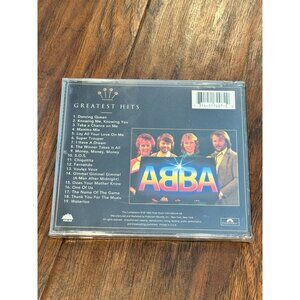 GREATEST HITS
1. Dancing Queen
2. Knowing Me, Knowing You
3. Take a Chance on Me
4. Mamma Mia
5. Lay All Your Love On Me
6. Super Trouper
7. I Have A Dream
8. The Winner Takes it All
9. Money, Money, Money
10. S.O.S.
11. Chiquitita
12. Fernando
13. Voulez Vous
14. Gimme! Gimme! Gimme!
(A Man After Midnight)
15. Does Your Mother Know
16. One Of Us
17. The Name Of The Game
18. Thank You For The Music
19. Waterloo
ABBA